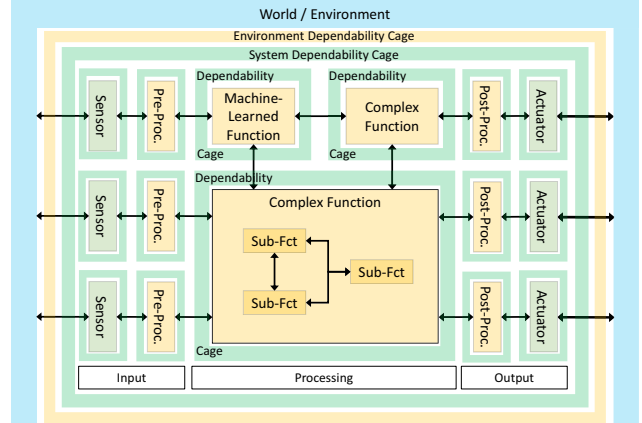 World / Environment
Environment Dependability Cage
System Dependability Cage
Dependability
Dependability
Sensor
Pre-Proc.
Machine-
Learned
Function
Complex
Function
Post-Proc.
Actuator
Cage
Cage
Dependability
Sensor
Pre-Proc.
Complex Function
Post-Proc.
Actuator
Sub-Fct
Sub-Fct
Sub-Fct
Sensor
Pre-Proc.
Post-Proc.
Actuator
Cage
Input
Processing
Output